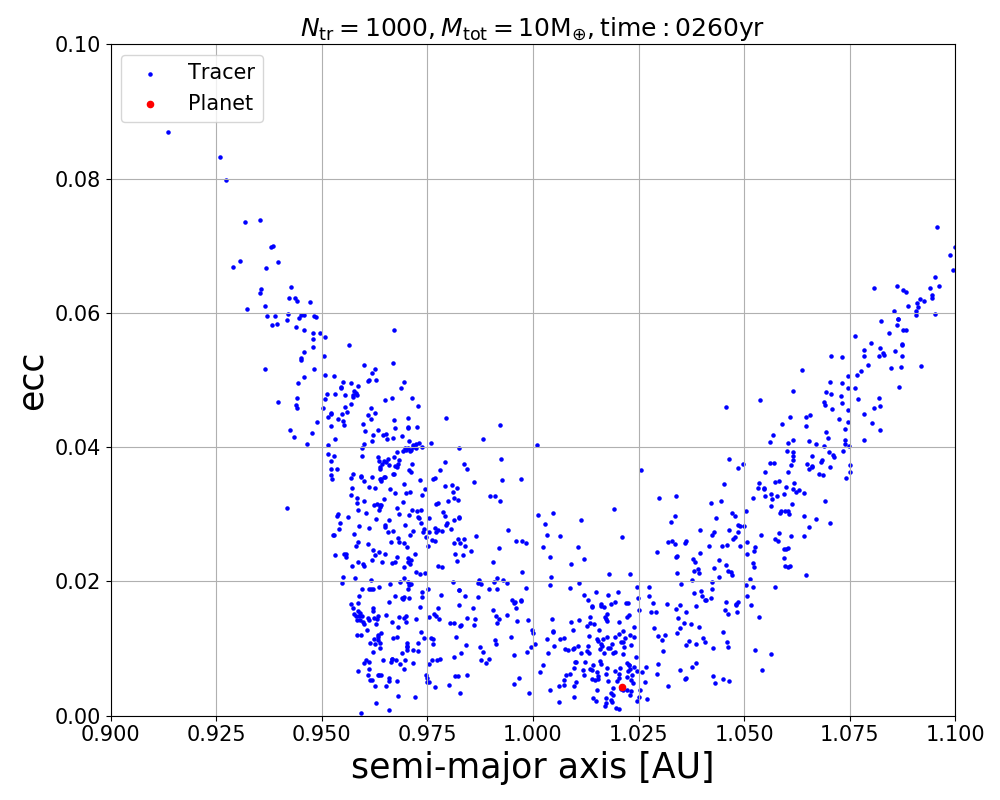 N_tr = 1000, M_tot = 10M_⊕, time : 0260yr
Tracer
Planet
ecc
0.10
0.08
0.06
0.04
0.02
0.00
0.900 0.925 0.950 0.975 1.000 1.025 1.050 1.075 1.100
semi-major axis [AU]